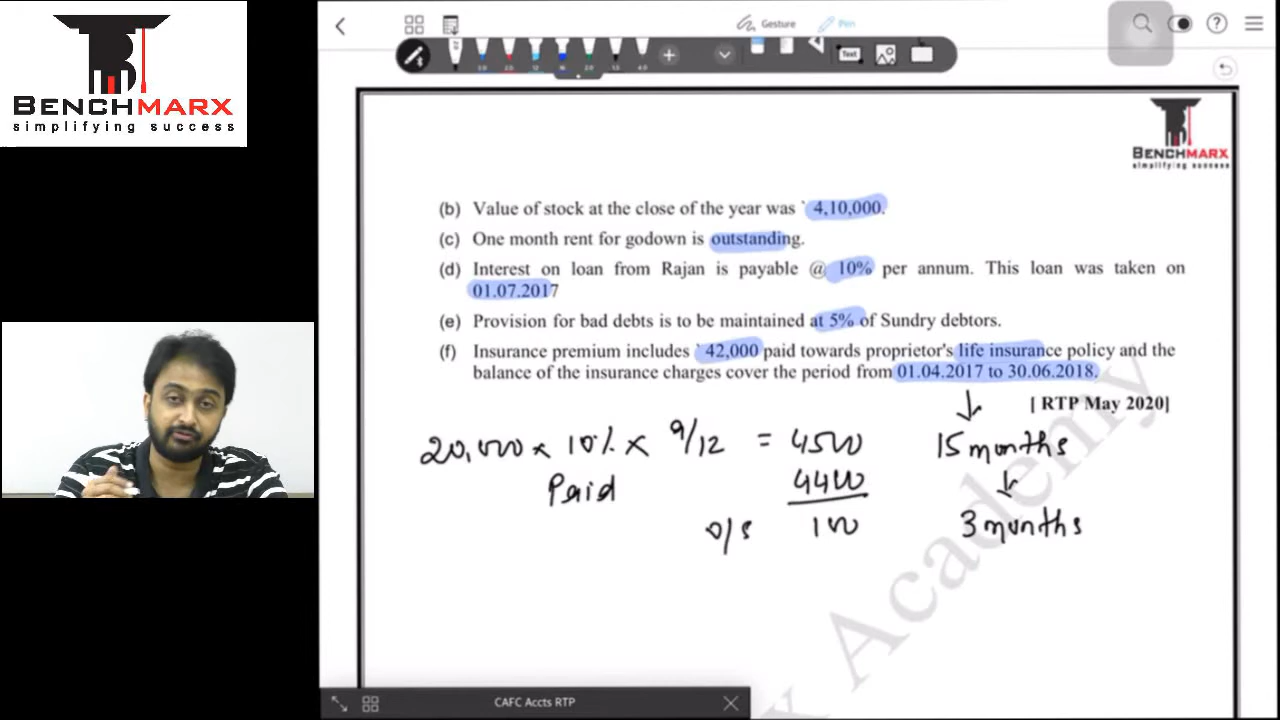 BENCHMARX
simplifying success
Gesture
Pen
Text
BENCHMARX
simplifying success
(b) Value of stock at the close of the year was ` 4,10,000.
(c) One month rent for godown is outstanding.
(d) Interest on loan from Rajan is payable @ 10% per annum. This loan was taken on
01.07.2017
(e) Provision for bad debts is to be maintained at 5% of Sundry debtors.
(f) Insurance premium includes ` 42,000 paid towards proprietor's life insurance policy and the
balance of the insurance charges cover the period from 01.04.2017 to 30.06.2018.
[ RTP May 2020]
20,000 × 10% × 9/12 = 4500
Paid 4400
o/s 100
15 months
3 months
x Academy
CAFC Accts RTP